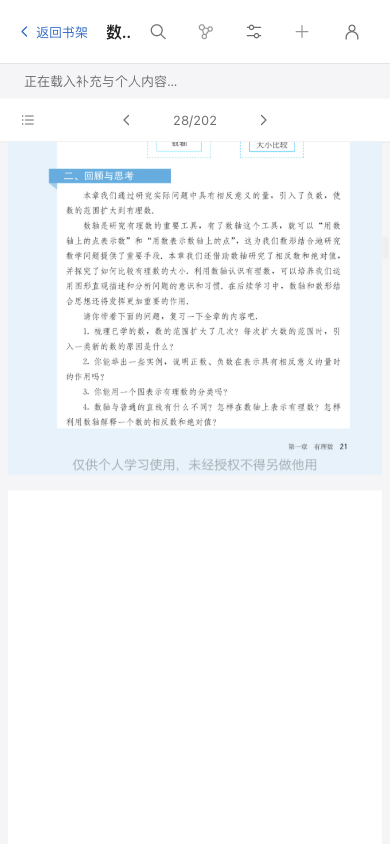 返回书架 数..
正在载入补充与个人内容...
28/202
数轴
大小比较
二、回顾与思考
本章我们通过研究实际问题中具有相反意义的量，引入了负数，使
数的范围扩大到有理数.
数轴是研究有理数的重要工具，有了数轴这个工具，就可以“用数
轴上的点表示数”和“用数表示数轴上的点”，这为我们数形结合地研究
数学问题提供了重要手段. 本章我们还借助数轴研究了相反数和绝对值，
并探究了如何比较有理数的大小. 利用数轴认识有理数，可以培养我们运
用图形直观描述和分析问题的意识和习惯. 在后续学习中，数轴和数形结
合思想还将发挥更加重要的作用.
请你带着下面的问题，复习一下全章的内容吧.
1. 梳理已学的数，数的范围扩大了几次？每次扩大数的范围时，引
入一类新的数的原因是什么？
2. 你能举出一些实例，说明正数、负数在表示具有相反意义的量时
的作用吗？
3. 你能用一个图表示有理数的分类吗？
4. 数轴与普通的直线有什么不同？怎样在数轴上表示有理数？怎样
利用数轴解释一个数的相反数和绝对值？
第一章 有理数 21
仅供个人学习使用，未经授权不得另做他用